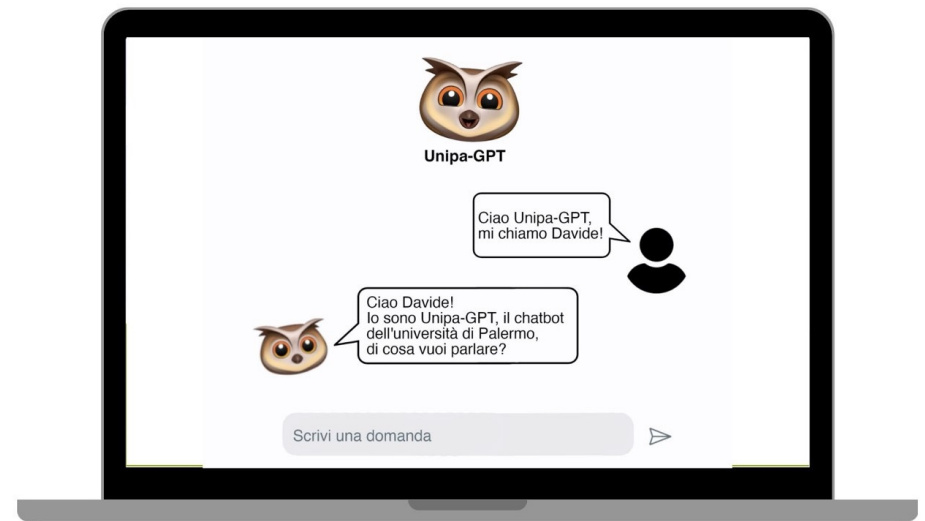 Unipa-GPT
Ciao Unipa-GPT,
mi chiamo Davide!
Ciao Davide!
Io sono Unipa-GPT, il chatbot
dell'università di Palermo,
di cosa vuoi parlare?
Scrivi una domanda